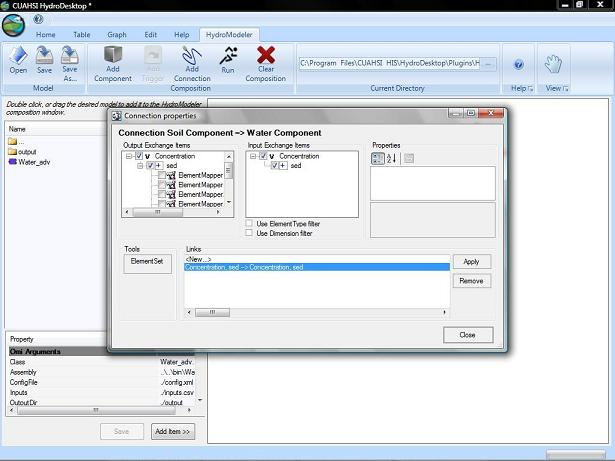 CUAHSI HydroDesktop *
Home Table Graph Edit Help HydroModeler
Open Save Save As... Add Component Add Trigger Add Connection Run Clear Composition
C:\Program Files\CUAHSI HIS\HydroDesktop\Plugins\H ...
Model Composition Current Directory Help View
Double click, or drag the desired model to add it to the HydroModeler
composition window.
Name
...
output
Water_adv
Connection properties
Connection Soil Component --> Water Component
Output Exchange Items Input Exchange Items Properties
Concentration Concentration
sed sed
ElementMapper
ElementMapper
ElementMapper
ElementMapper
Use ElementType filter
Use Dimension filter
Tools Links
ElementSet
<New...>
Concentration, sed --> Concentration, sed
Apply
Remove
Close
Property
Omi Arguments
Class Water_adv.
Assembly ..\..\bin\Wa
ConfigFile ./config.xml
Inputs ./inputs.csv
OutputDir ./output
Save Add Item >>